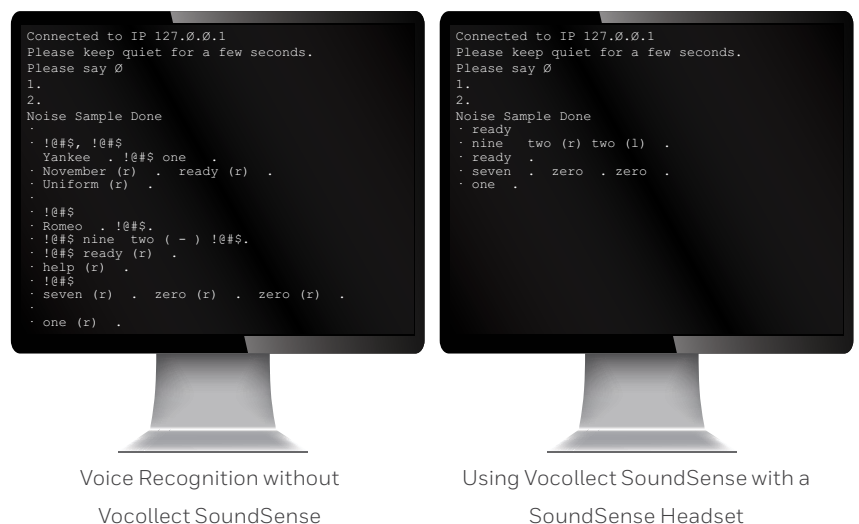 Connected to IP 127.Ø.Ø.1
Please keep quiet for a few seconds.
Please say Ø
1.
2.
Noise Sample Done
·
· !@#$, !@#$
Yankee . !@#$ one .
· November (r) . ready (r) .
· Uniform (r) .
·
· !@#$
· Romeo . !@#$.
· !@#$ nine two ( - ) !@#$.
· !@#$ ready (r) .
· help (r) .
· !@#$
· seven (r) . zero (r) . zero (r) .
·
· one (r) .
Voice Recognition without
Vocollect SoundSense
Connected to IP 127.Ø.Ø.1
Please keep quiet for a few seconds.
Please say Ø
1.
2.
Noise Sample Done
· ready
· nine two (r) two (l) .
· ready .
· seven . zero . zero .
· one .
Using Vocollect SoundSense with a
SoundSense Headset